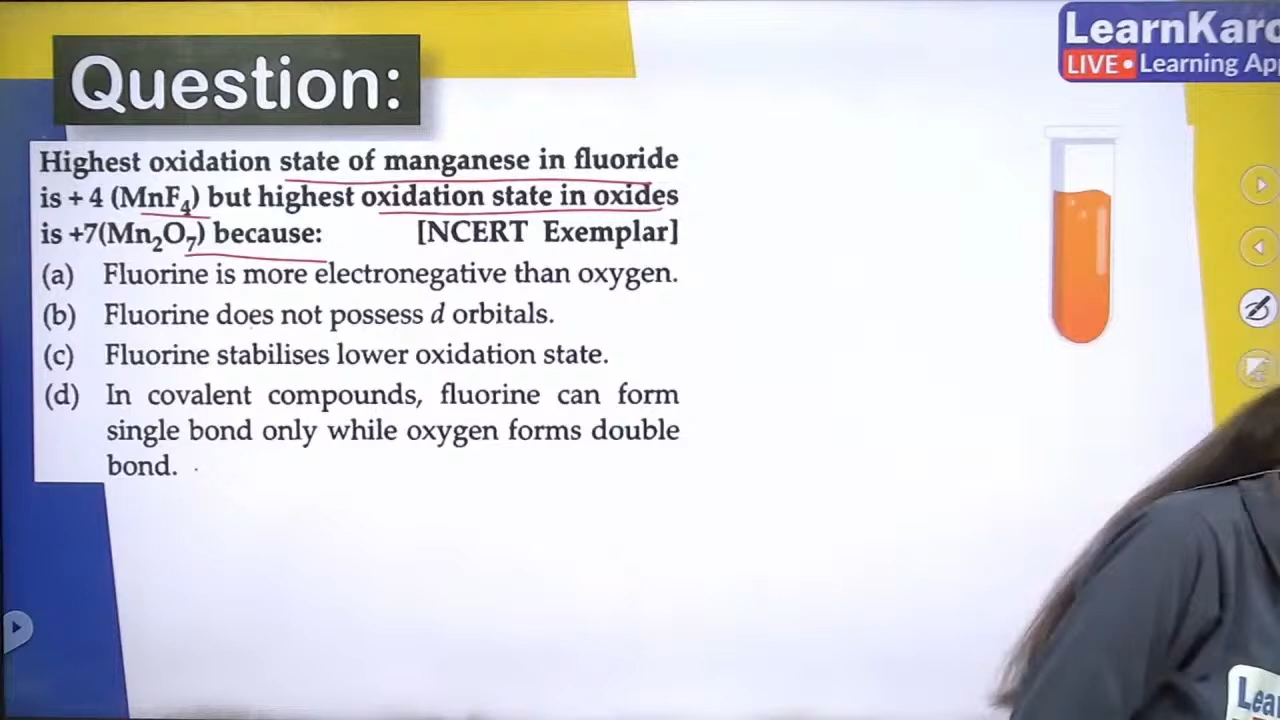 Question:
LearnKaro
LIVE • Learning App
Highest oxidation state of manganese in fluoride
is + 4 (MnF₄) but highest oxidation state in oxides
is +7(Mn₂O₇) because: [NCERT Exemplar]
(a) Fluorine is more electronegative than oxygen.
(b) Fluorine does not possess d orbitals.
(c) Fluorine stabilises lower oxidation state.
(d) In covalent compounds, fluorine can form
single bond only while oxygen forms double
bond.
Lea